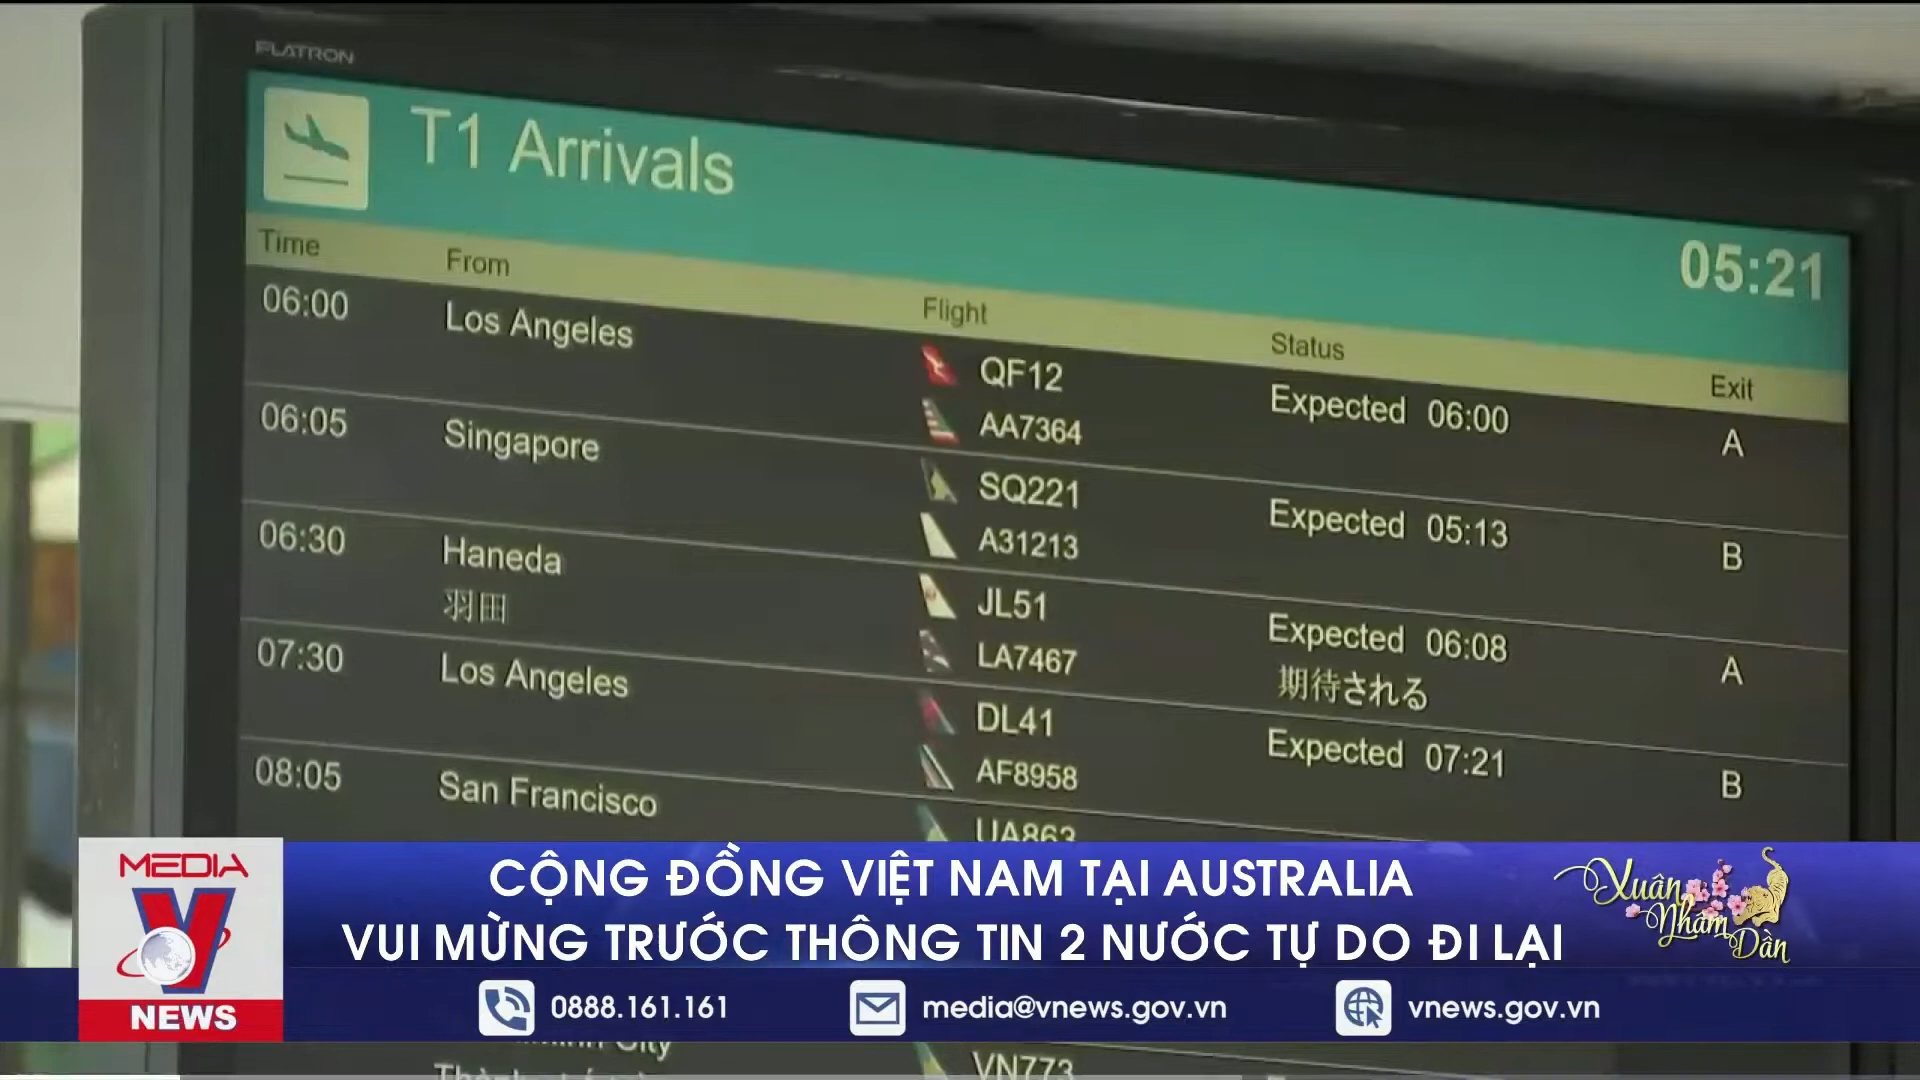 FLATRON
T1 Arrivals
05:21
Time From Flight Status Exit
06:00 Los Angeles QF12 Expected 06:00 A
AA7364
06:05 Singapore SQ221 Expected 05:13 B
A31213
06:30 Haneda JL51 Expected 06:08 A
羽田 LA7467 期待される
07:30 Los Angeles DL41 Expected 07:21 B
AF8958
08:05 San Francisco UA863
MEDIA
V
NEWS
CỘNG ĐỒNG VIỆT NAM TẠI AUSTRALIA
VUI MỪNG TRƯỚC THÔNG TIN 2 NƯỚC TỰ DO ĐI LẠI
Xuân
Nhâm
Dần
0888.161.161 media@vnews.gov.vn vnews.gov.vn
City
VN773